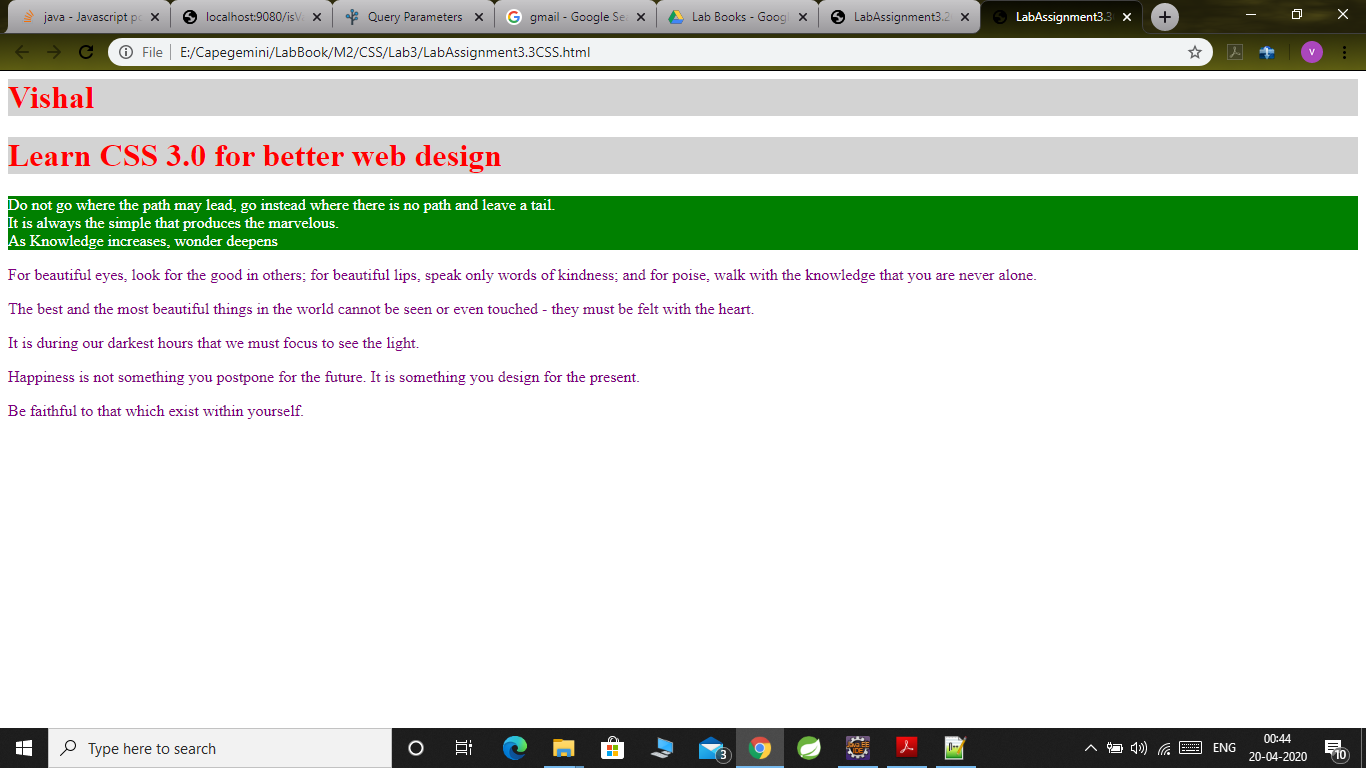 java - Javascript po
localhost:9080/isVa
Query Parameters
gmail - Google Se
Lab Books - Googl
LabAssignment3.2
LabAssignment3.3
File
E:/Capegemini/LabBook/M2/CSS/Lab3/LabAssignment3.3CSS.html
V
Vishal
Learn CSS 3.0 for better web design
Do not go where the path may lead, go instead where there is no path and leave a tail.
It is always the simple that produces the marvelous.
As Knowledge increases, wonder deepens
For beautiful eyes, look for the good in others; for beautiful lips, speak only words of kindness; and for poise, walk with the knowledge that you are never alone.
The best and the most beautiful things in the world cannot be seen or even touched - they must be felt with the heart.
It is during our darkest hours that we must focus to see the light.
Happiness is not something you postpone for the future. It is something you design for the present.
Be faithful to that which exist within yourself.
Type here to search
3
ENG
00:44
20-04-2020
10